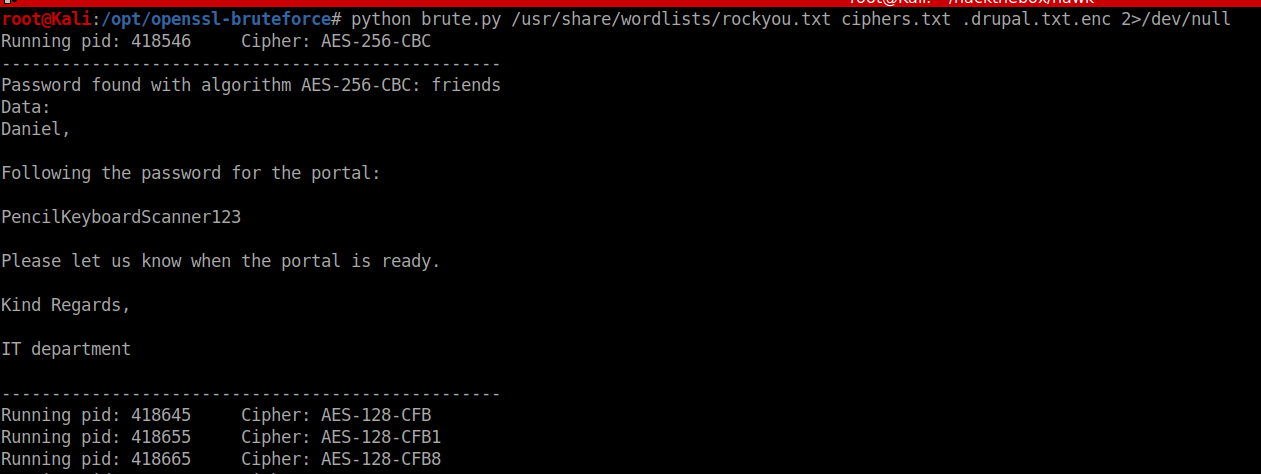 root@Kali: ~/hackthebox/hawk
root@Kali:/opt/openssl-bruteforce# python brute.py /usr/share/wordlists/rockyou.txt ciphers.txt .drupal.txt.enc 2>/dev/null
Running pid: 418546     Cipher: AES-256-CBC
--------------------------------------------------
Password found with algorithm AES-256-CBC: friends
Data:
Daniel,
Following the password for the portal:
PencilKeyboardScanner123
Please let us know when the portal is ready.
Kind Regards,
IT department
--------------------------------------------------
Running pid: 418645     Cipher: AES-128-CFB
Running pid: 418655     Cipher: AES-128-CFB1
Running pid: 418665     Cipher: AES-128-CFB8